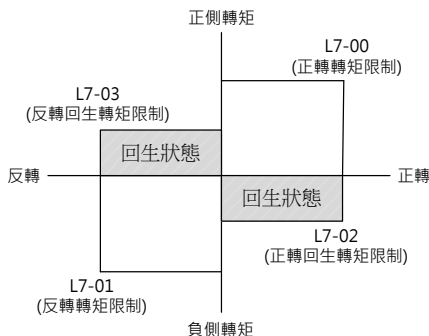 正側轉矩
L7-00
(正轉轉矩限制)
L7-03
(反轉回生轉矩限制)
回生狀態
反轉
正轉
回生狀態
L7-02
(正轉回生轉矩限制)
L7-01
(反轉轉矩限制)
負側轉矩